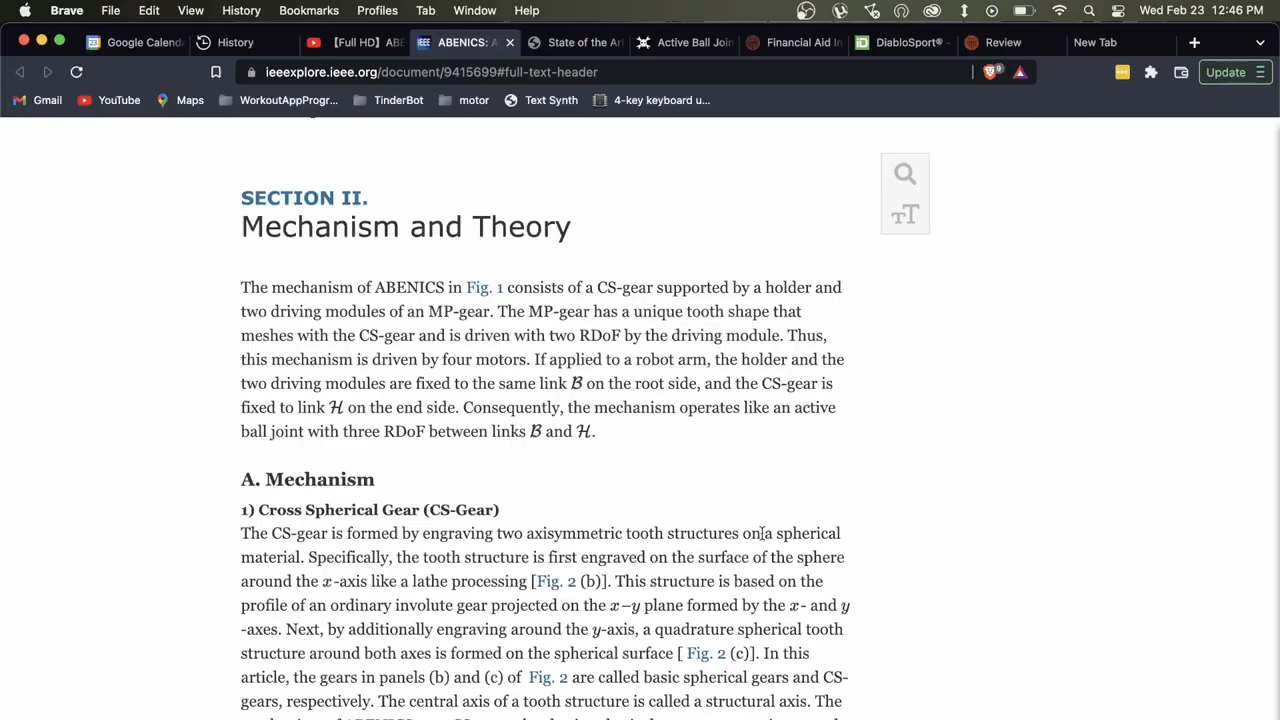 Brave File Edit View History Bookmarks Profiles Tab Window Help Wed Feb 23 12:46 PM
Google Calend History 【Full HD】ABE ABENICS: A State of the Art Active Ball Join Financial Aid In DiabloSport® - Review New Tab
ieeexplore.ieee.org/document/9415699#full-text-header 9 Update
Gmail YouTube Maps WorkoutAppProgr... TinderBot motor Text Synth 4-key keyboard u...
SECTION II.
Mechanism and Theory
The mechanism of ABENICS in Fig. 1 consists of a CS-gear supported by a holder and
two driving modules of an MP-gear. The MP-gear has a unique tooth shape that
meshes with the CS-gear and is driven with two RDoF by the driving module. Thus,
this mechanism is driven by four motors. If applied to a robot arm, the holder and the
two driving modules are fixed to the same link ℬ on the root side, and the CS-gear is
fixed to link ℋ on the end side. Consequently, the mechanism operates like an active
ball joint with three RDoF between links ℬ and ℋ.
A. Mechanism
1) Cross Spherical Gear (CS-Gear)
The CS-gear is formed by engraving two axisymmetric tooth structures on a spherical
material. Specifically, the tooth structure is first engraved on the surface of the sphere
around the x-axis like a lathe processing [Fig. 2 (b)]. This structure is based on the
profile of an ordinary involute gear projected on the x–y plane formed by the x- and y
-axes. Next, by additionally engraving around the y-axis, a quadrature spherical tooth
structure around both axes is formed on the spherical surface [ Fig. 2 (c)]. In this
article, the gears in panels (b) and (c) of Fig. 2 are called basic spherical gears and CS-
gears, respectively. The central axis of a tooth structure is called a structural axis. The